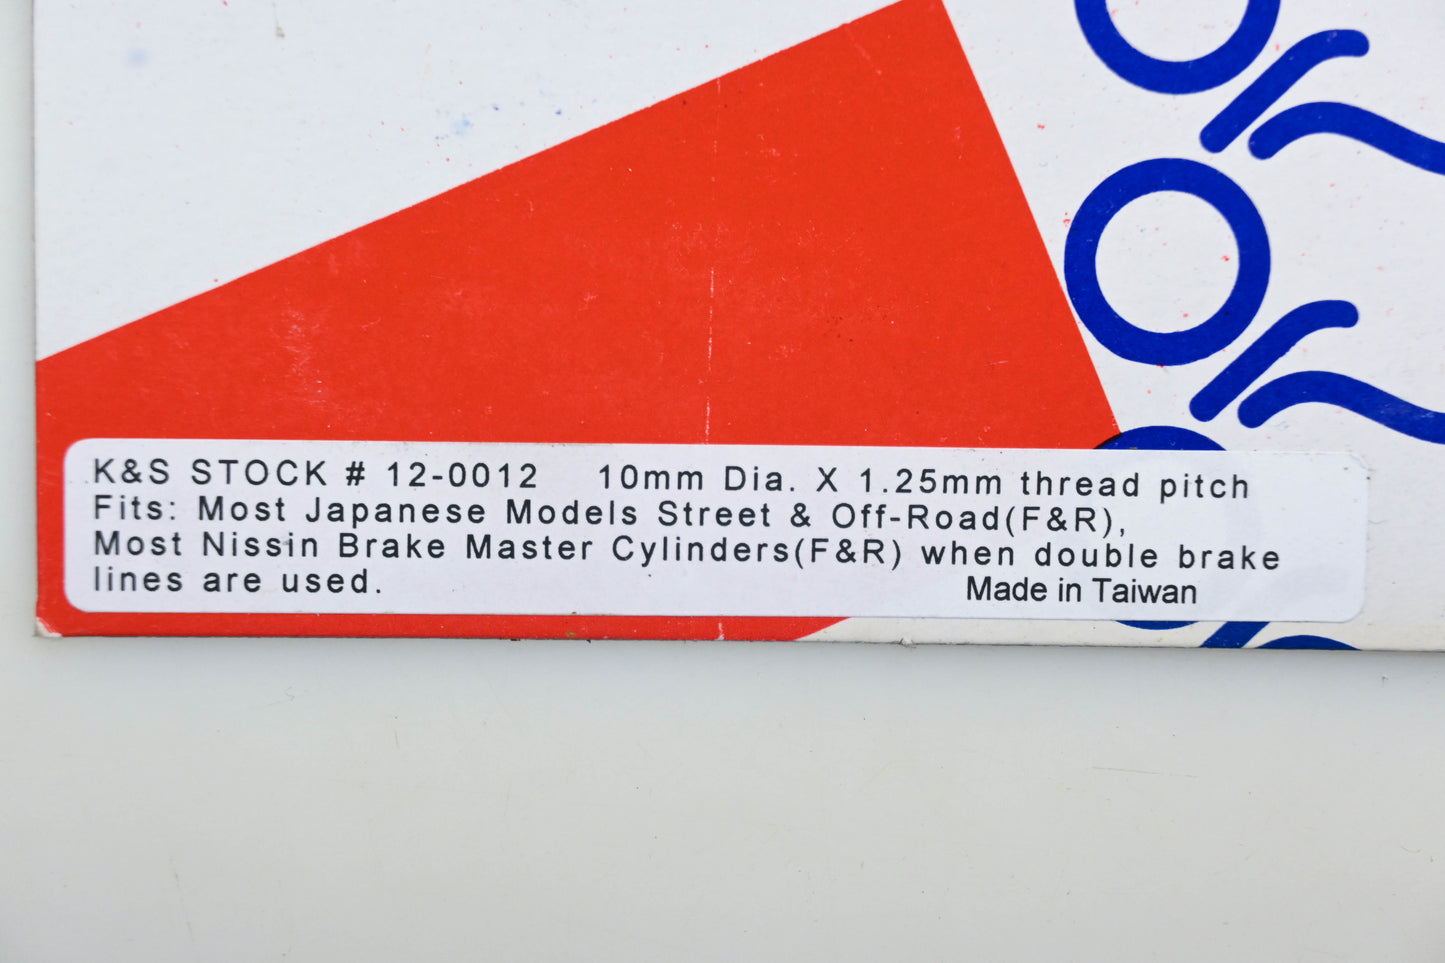 K&S STOCK # 12-0012 10mm Dia. X 1.25mm thread pitch
Fits: Most Japanese Models Street & Off-Road(F&R),
Most Nissin Brake Master Cylinders(F&R) when double brake
lines are used.
Made in Taiwan